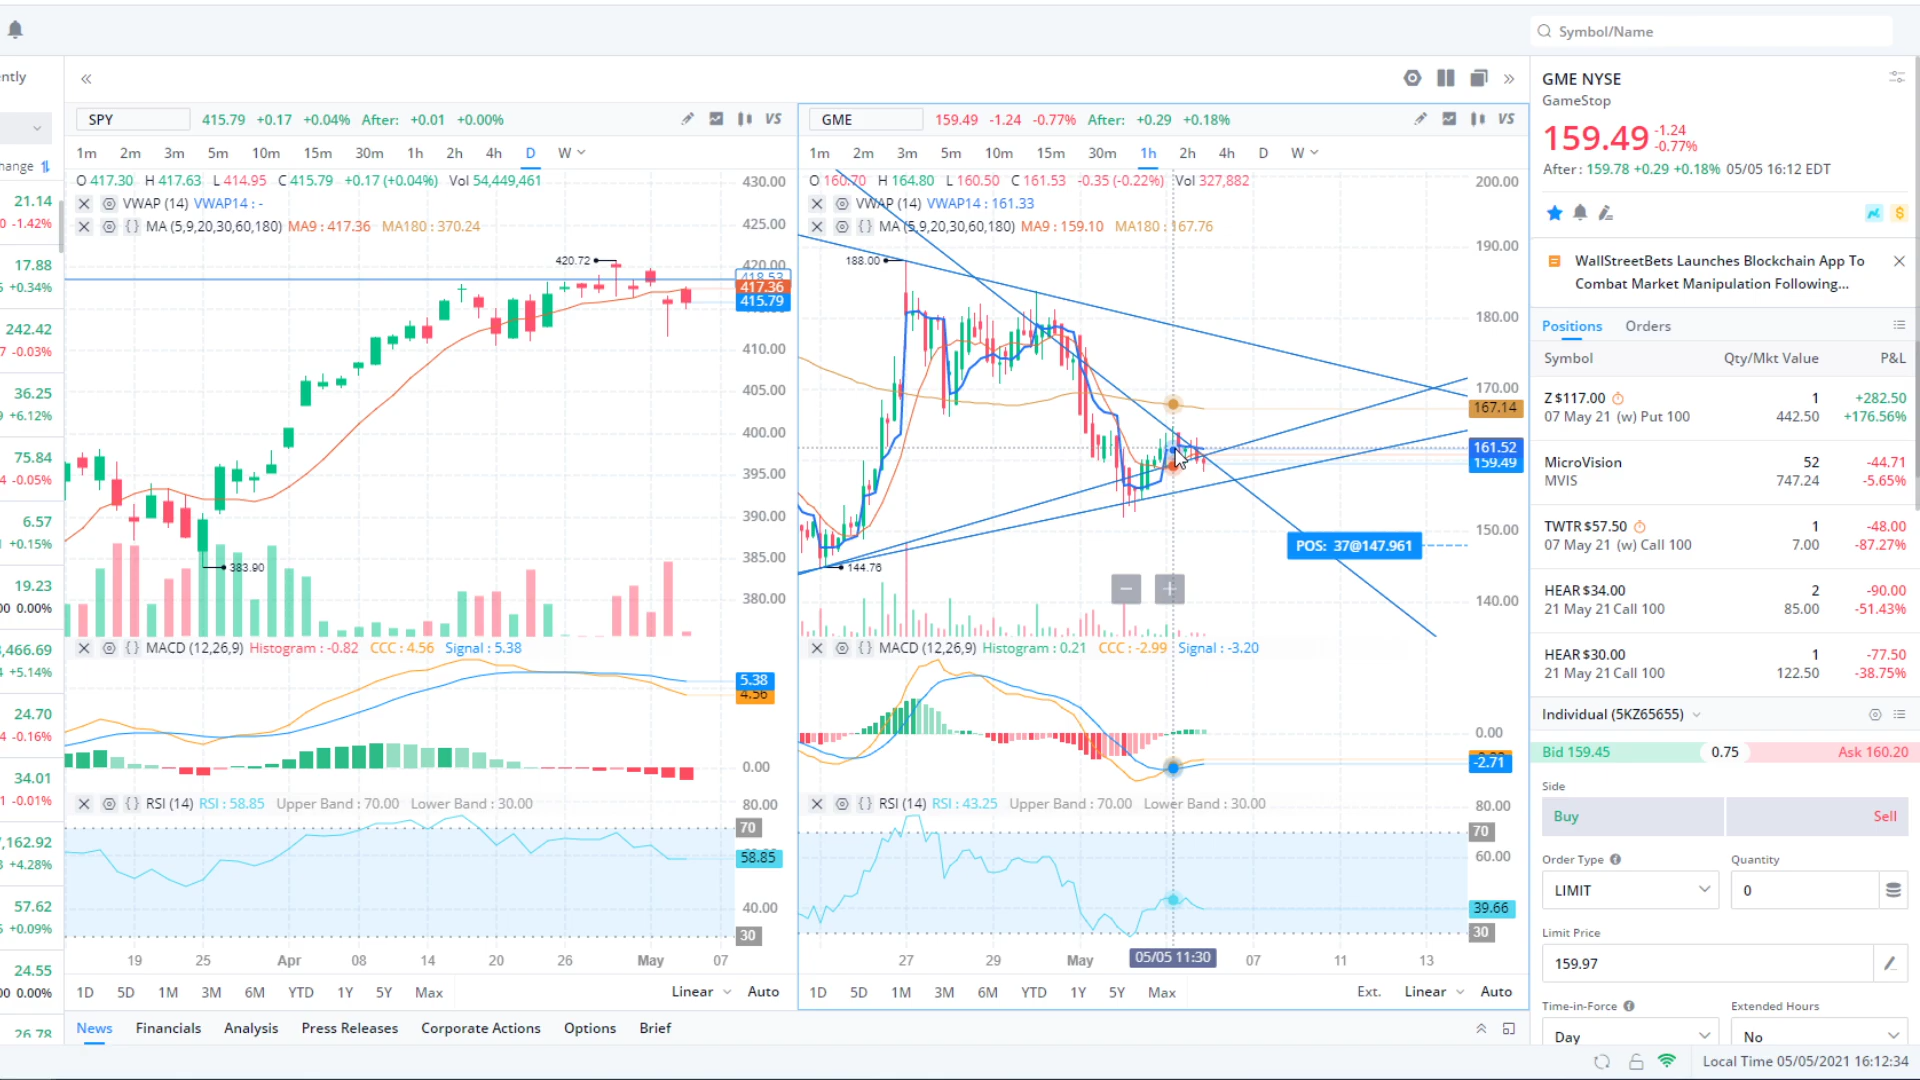 Symbol/Name
ntly
ange
21.14
0 -1.42%
17.88
+0.34%
242.42
7 -0.03%
36.25
+6.12%
75.84
4 -0.05%
6.57
+0.15%
19.23
00 0.00%
,466.69
+5.14%
24.70
4 -0.16%
34.01
1 -0.01%
,162.92
+4.28%
57.62
+0.09%
24.55
00 0.00%
26.78
SPY 415.79 +0.17 +0.04% After: +0.01 +0.00% VS
1m 2m 3m 5m 10m 15m 30m 1h 2h 4h D W
O 417.30 H 417.63 L 414.95 C 415.79 +0.17 (+0.04%) Vol 54,449,461
VWAP (14) VWAP14 : -
MA (5,9,20,30,60,180) MA9 : 417.36 MA180 : 370.24
430.00
425.00
420.00
418.53
417.36
415.79
410.00
405.00
400.00
395.00
390.00
385.00
380.00
420.72
383.90
MACD (12,26,9) Histogram : -0.82 CCC : 4.56 Signal : 5.38
5.38
4.56
0.00
RSI (14) RSI : 58.85 Upper Band : 70.00 Lower Band : 30.00
80.00
70
58.85
40.00
30
19 25 Apr 08 14 20 26 May 07
1D 5D 1M 3M 6M YTD 1Y 5Y Max Linear Auto
GME 159.49 -1.24 -0.77% After: +0.29 +0.18% VS
1m 2m 3m 5m 10m 15m 30m 1h 2h 4h D W
O 160.70 H 164.80 L 160.50 C 161.53 -0.35 (-0.22%) Vol 327,882
VWAP (14) VWAP14 : 161.33
MA (5,9,20,30,60,180) MA9 : 159.10 MA180 : 167.76
200.00
190.00
180.00
170.00
167.14
161.52
159.49
150.00
140.00
188.00
144.76
POS: 37@147.961
MACD (12,26,9) Histogram : 0.21 CCC : -2.99 Signal : -3.20
0.00
-2.71
RSI (14) RSI : 43.25 Upper Band : 70.00 Lower Band : 30.00
80.00
70
60.00
39.66
30
27 29 May 05/05 11:30 07 11 13
1D 5D 1M 3M 6M YTD 1Y 5Y Max Ext. Linear Auto
News Financials Analysis Press Releases Corporate Actions Options Brief
GME NYSE
GameStop
159.49 -1.24
-0.77%
After : 159.78 +0.29 +0.18% 05/05 16:12 EDT
WallStreetBets Launches Blockchain App To
Combat Market Manipulation Following...
Positions Orders
Symbol Qty/Mkt Value P&L
Z $117.00 1 +282.50
07 May 21 (w) Put 100 442.50 +176.56%
MicroVision 52 -44.71
MVIS 747.24 -5.65%
TWTR $57.50 1 -48.00
07 May 21 (w) Call 100 7.00 -87.27%
HEAR $34.00 2 -90.00
21 May 21 Call 100 85.00 -51.43%
HEAR $30.00 1 -77.50
21 May 21 Call 100 122.50 -38.75%
Individual (5KZ65655)
Bid 159.45 0.75 Ask 160.20
Side
Buy Sell
Order Type Quantity
LIMIT 0
Limit Price
159.97
Time-in-Force Extended Hours
Day No
Local Time 05/05/2021 16:12:34